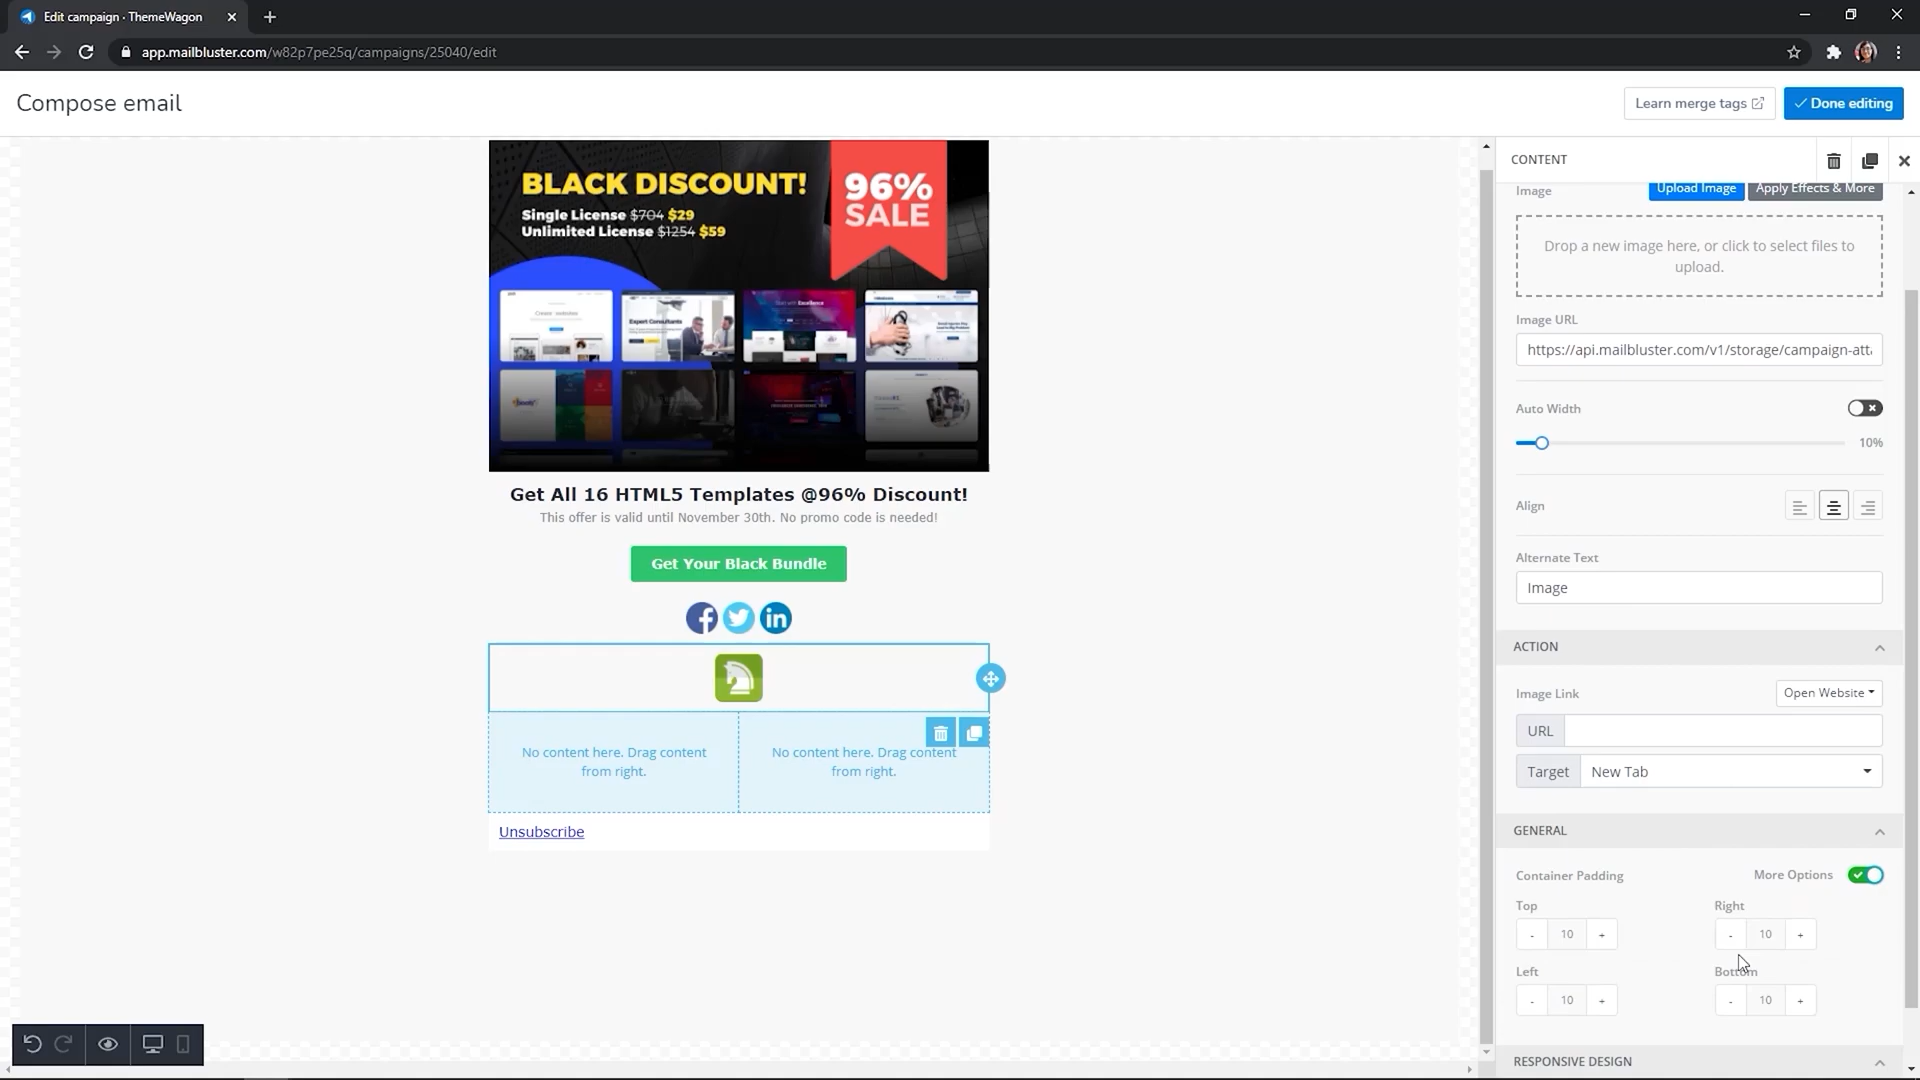 Edit campaign · ThemeWagon
app.mailbluster.com/w82p7pe25q/campaigns/25040/edit
Compose email
Learn merge tags
Done editing
BLACK DISCOUNT!
Single License $704 $29
Unlimited License $1254 $59
96%
SALE
Expert Consultants
Get All 16 HTML5 Templates @96% Discount!
This offer is valid until November 30th. No promo code is needed!
Get Your Black Bundle
No content here. Drag content
from right.
No content here. Drag content
from right.
Unsubscribe
CONTENT
Image
Upload Image
Apply Effects & More
Drop a new image here, or click to select files to
upload.
Image URL
https://api.mailbluster.com/v1/storage/campaign-att
Auto Width
10%
Align
Alternate Text
Image
ACTION
Image Link
Open Website
URL
Target
New Tab
GENERAL
Container Padding
More Options
Top
Right
- 10 +
- 10 +
Left
Bottom
- 10 +
- 10 +
RESPONSIVE DESIGN